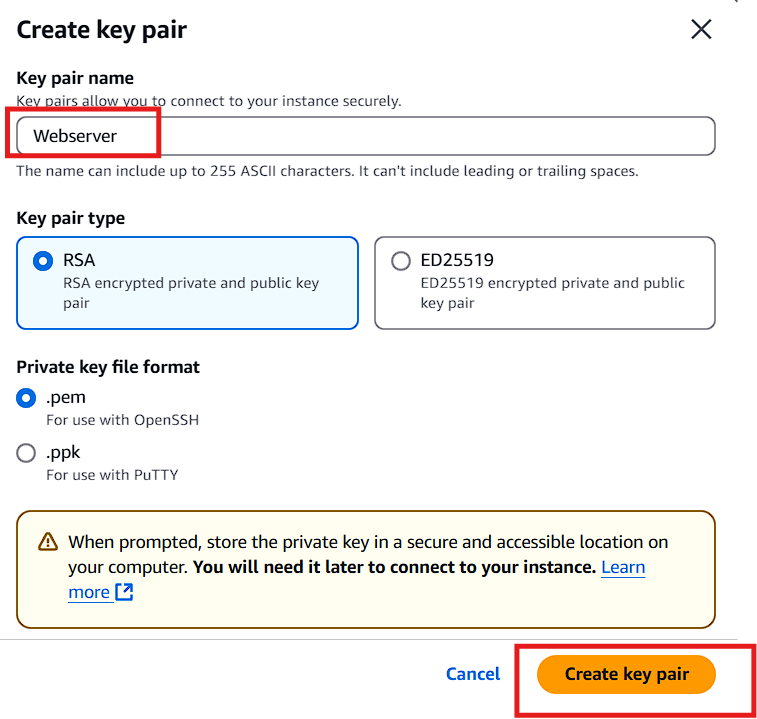 Create key pair
Key pair name
Key pairs allow you to connect to your instance securely.
Webserver
The name can include up to 255 ASCII characters. It can't include leading or trailing spaces.
Key pair type
RSA
RSA encrypted private and public key
pair
ED25519
ED25519 encrypted private and public
key pair
Private key file format
.pem
For use with OpenSSH
.ppk
For use with PuTTY
When prompted, store the private key in a secure and accessible location on
your computer. You will need it later to connect to your instance. Learn
more
Cancel
Create key pair